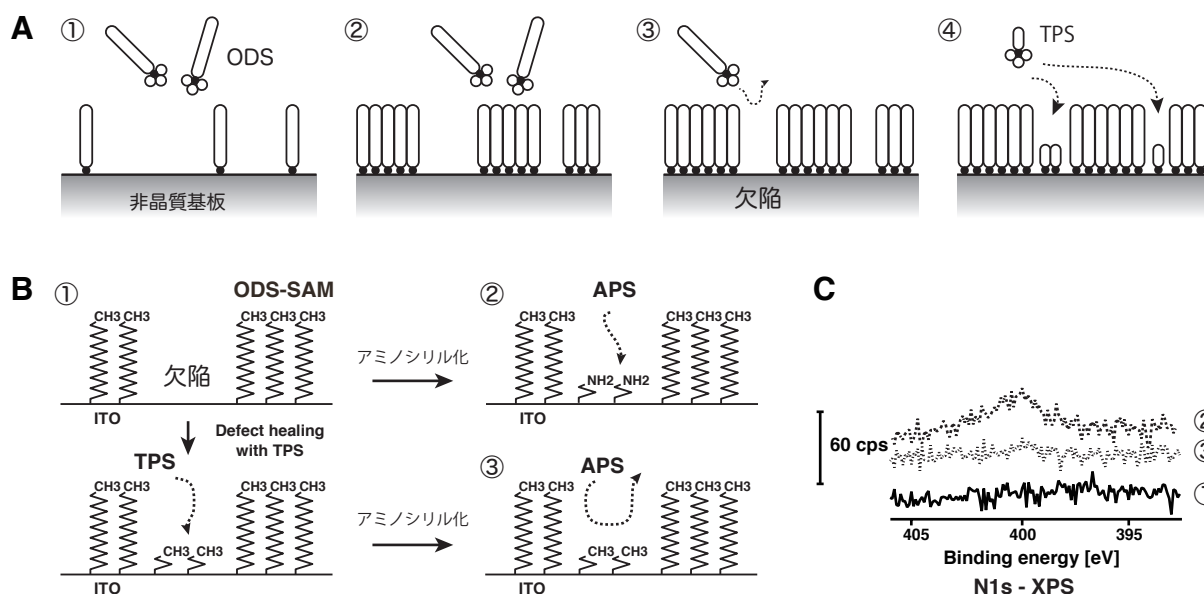 A
①
ODS
非晶質基板
②
③
欠陥
④
TPS
B
①
ODS-SAM
CH3 CH3
CH3 CH3 CH3
欠陥
ITO
アミノシリル化
②
APS
CH3 CH3
CH3 CH3 CH3
NH2 NH2
ITO
Defect healing
with TPS
TPS
CH3 CH3
CH3 CH3 CH3
CH3 CH3
ITO
アミノシリル化
③
APS
CH3 CH3
CH3 CH3 CH3
CH3 CH3
ITO
C
60 cps
②
③
405 400 395
Binding energy [eV]
N1s - XPS